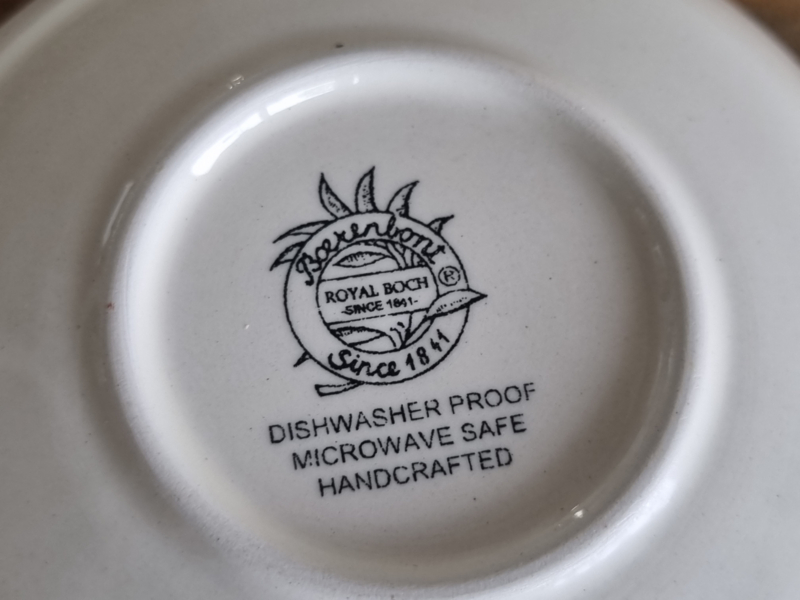 Boerenbont ®
ROYAL BOCH
-SINCE 1841-
Since 1841
DISHWASHER PROOF
MICROWAVE SAFE
HANDCRAFTED